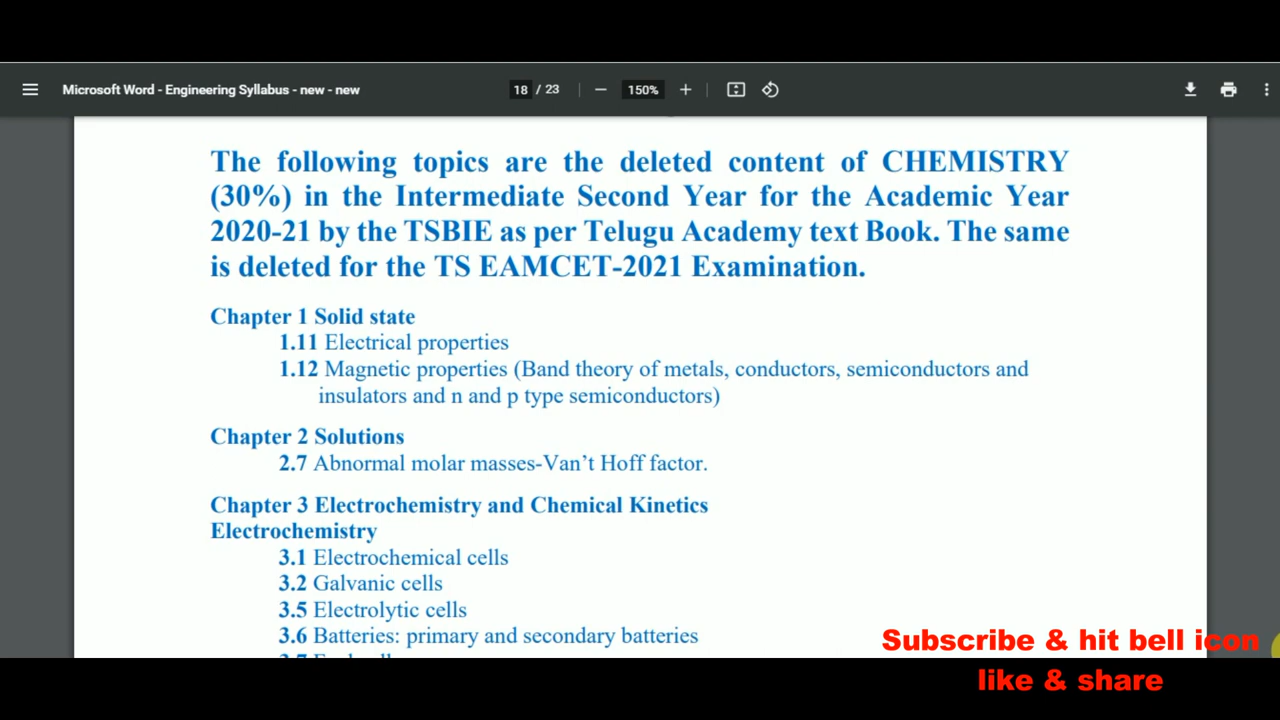 Microsoft Word - Engineering Syllabus - new - new
18 / 23
150%
The following topics are the deleted content of CHEMISTRY
(30%) in the Intermediate Second Year for the Academic Year
2020-21 by the TSBIE as per Telugu Academy text Book. The same
is deleted for the TS EAMCET-2021 Examination.
Chapter 1 Solid state
1.11 Electrical properties
1.12 Magnetic properties (Band theory of metals, conductors, semiconductors and
insulators and n and p type semiconductors)
Chapter 2 Solutions
2.7 Abnormal molar masses-Van’t Hoff factor.
Chapter 3 Electrochemistry and Chemical Kinetics
Electrochemistry
3.1 Electrochemical cells
3.2 Galvanic cells
3.5 Electrolytic cells
3.6 Batteries: primary and secondary batteries
Subscribe & hit bell icon
like & share